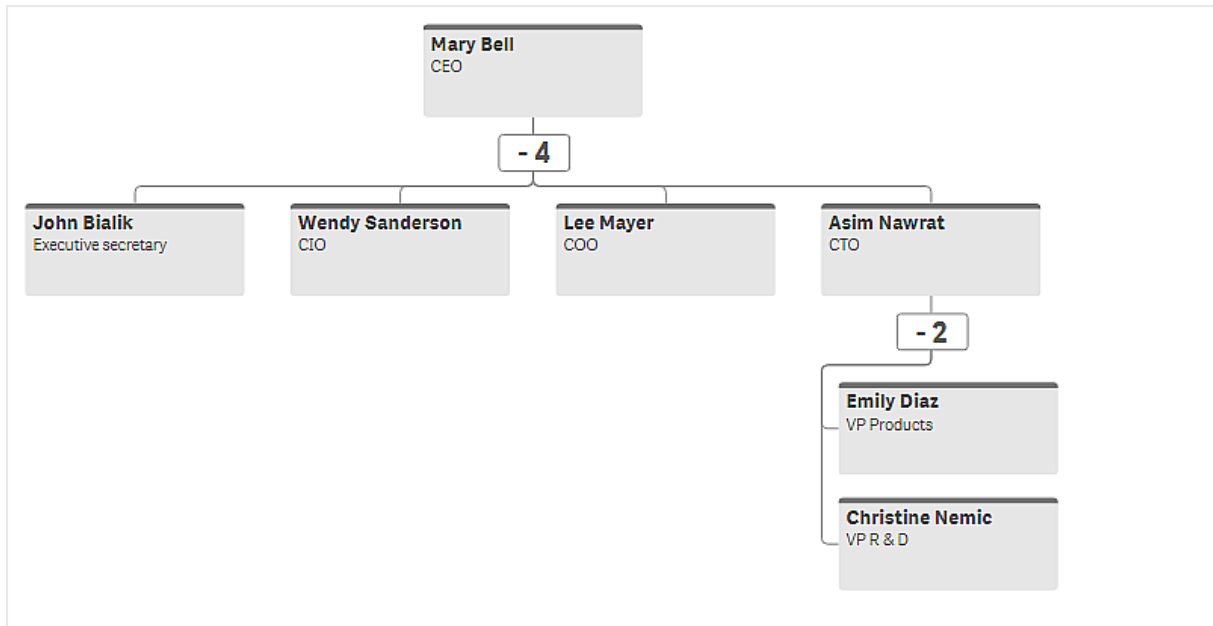 Mary Bell
CEO
- 4
John Bialik
Executive secretary
Wendy Sanderson
CIO
Lee Mayer
COO
Asim Nawrat
CTO
- 2
Emily Diaz
VP Products
Christine Nemic
VP R & D